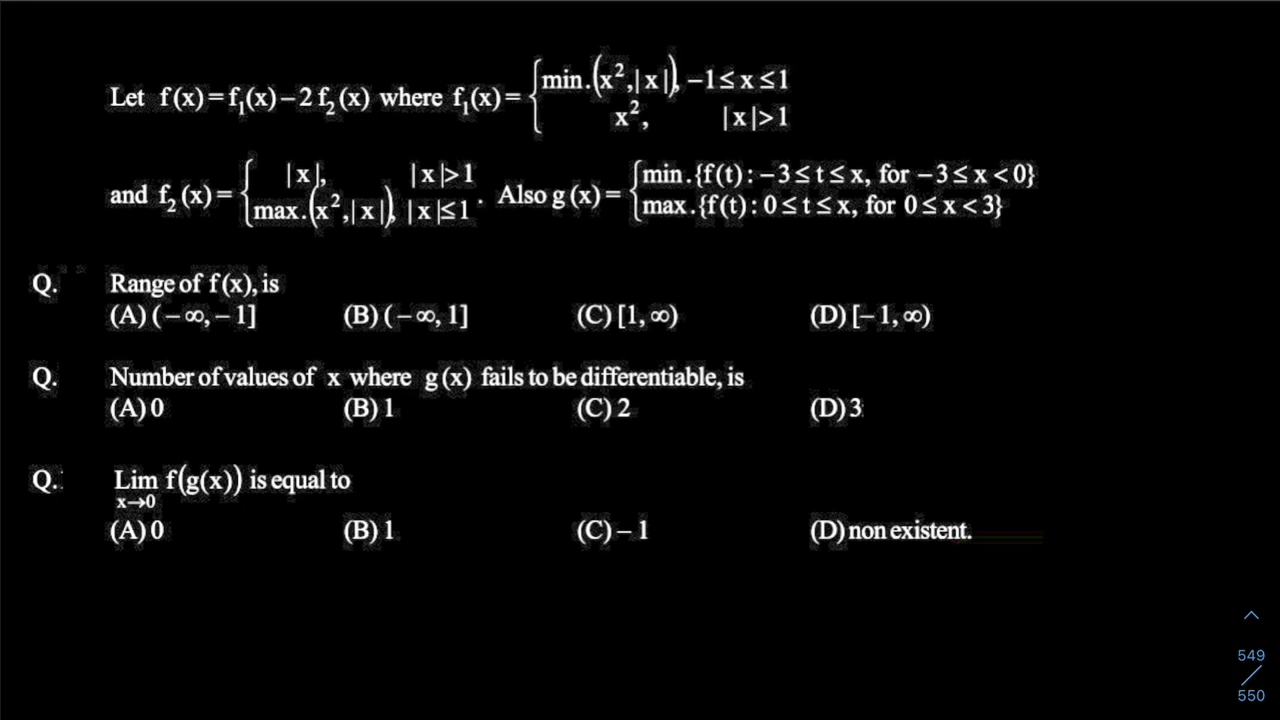 Let f(x) = f₁(x) – 2 f₂(x) where f₁(x) = { min.(x², |x|), –1 ≤ x ≤ 1
x², |x| > 1
and f₂(x) = { |x|, |x| > 1
max.(x², |x|), |x| ≤ 1 . Also g(x) = { min.{f(t) : –3 ≤ t ≤ x, for –3 ≤ x < 0}
max.{f(t) : 0 ≤ t ≤ x, for 0 ≤ x < 3}
Q. Range of f(x), is
(A) (– ∞, – 1] (B) (– ∞, 1] (C) [1, ∞) (D) [– 1, ∞)
Q. Number of values of x where g(x) fails to be differentiable, is
(A) 0 (B) 1 (C) 2 (D) 3
Q. Lim f(g(x)) is equal to
x→0
(A) 0 (B) 1 (C) – 1 (D) non existent.
549
/
550